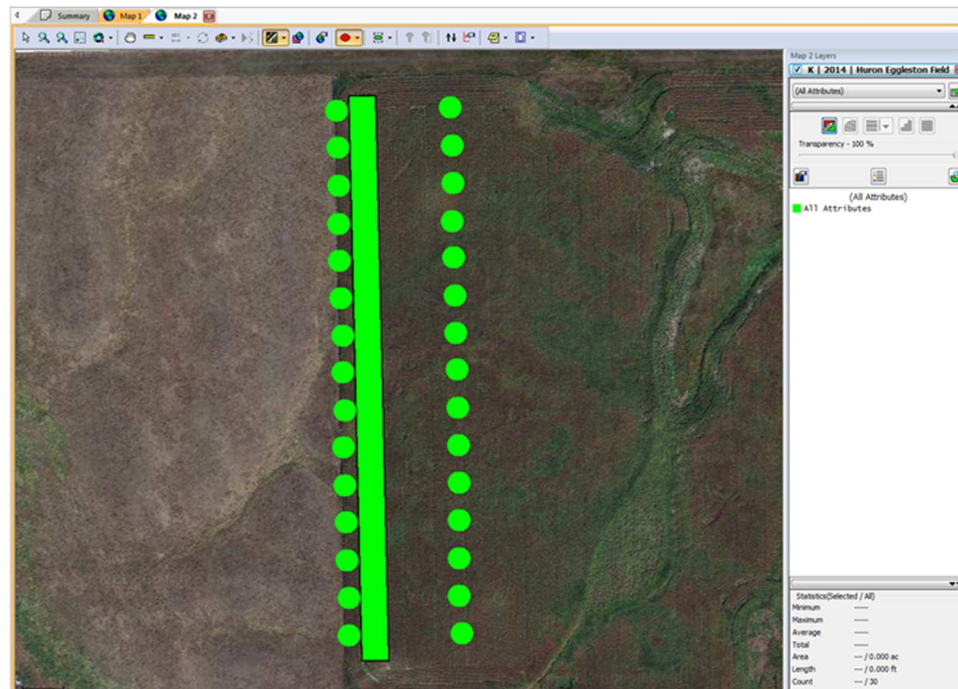 Summary Map 1 Map 2
Map 2 Layers
K | 2014 | Huron Eggleston Field
(All Attributes)
Transparency - 100 %
(All Attributes)
All Attributes
Statistics(Selected / All)
Minimum -----
Maximum -----
Average -----
Total -----
Area --- / 0.000 ac
Length --- / 0.000 ft
Count --- / 30